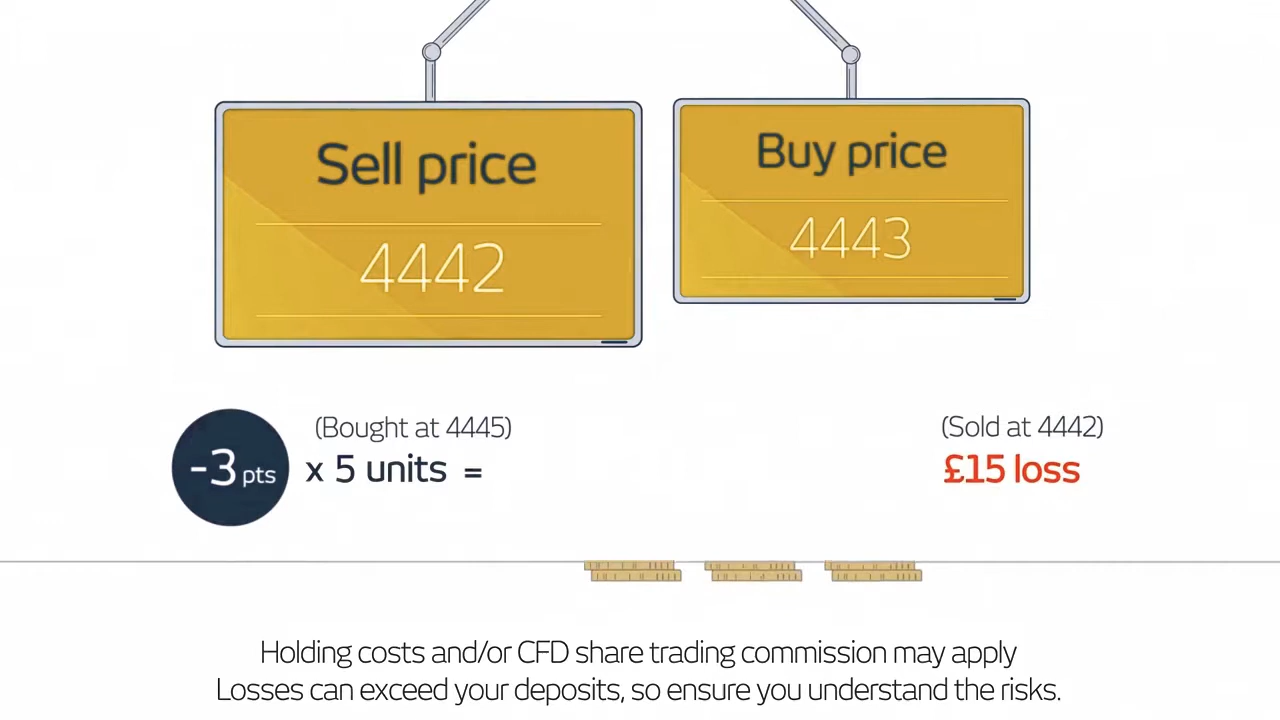 Sell price
4442
Buy price
4443
(Bought at 4445)
-3 pts x 5 units =
(Sold at 4442)
£15 loss
Holding costs and/or CFD share trading commission may apply
Losses can exceed your deposits, so ensure you understand the risks.